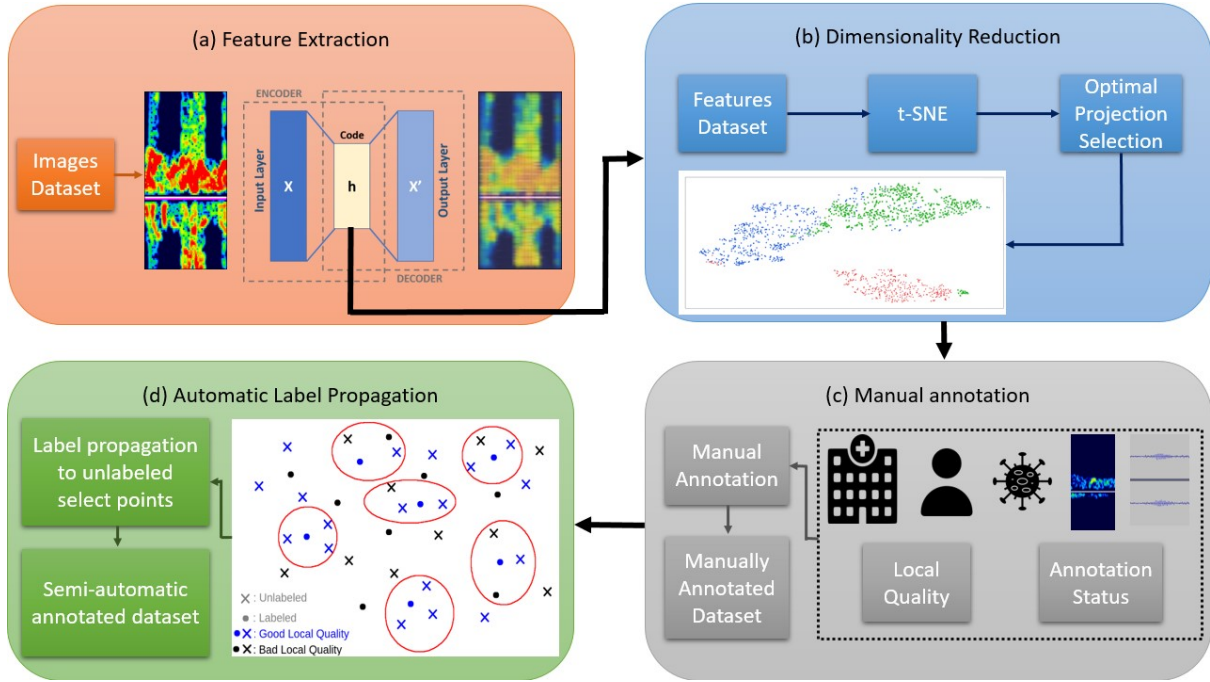 (a) Feature Extraction
Images
Dataset
ENCODER
Input Layer
X
Code
h
X'
Output Layer
DECODER
(b) Dimensionality Reduction
Features
Dataset
t-SNE
Optimal
Projection
Selection
(d) Automatic Label Propagation
Label propagation
to unlabeled
select points
Semi-automatic
annotated dataset
: Unlabeled
: Labeled
: Good Local Quality
: Bad Local Quality
(c) Manual annotation
Manual
Annotation
Manually
Annotated
Dataset
Local
Quality
Annotation
Status